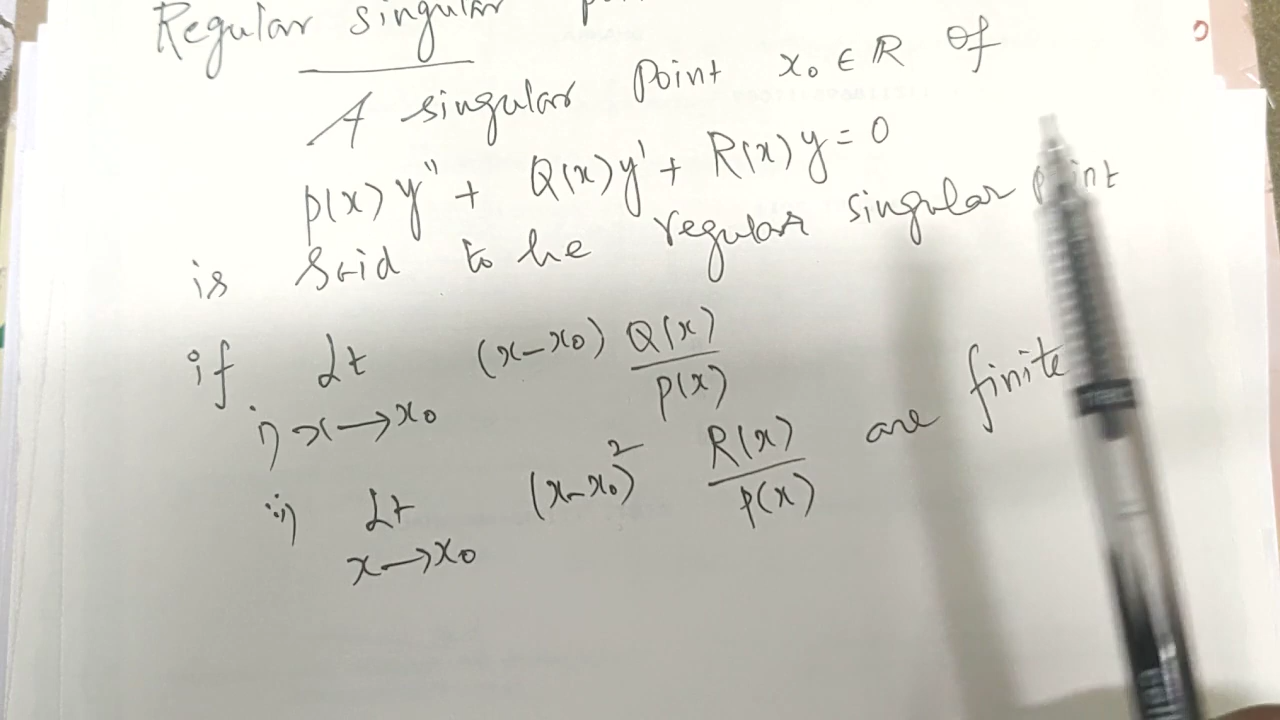 Regular singular
A singular point x₀ ∈ ℝ of
p(x) y'' + Q(x) y' + R(x) y = 0
is said to be regular singular point
if Lt (x-x₀) Q(x)/p(x)
i) x→x₀
ii) Lt (x-x₀)² R(x)/p(x) are finite
x→x₀